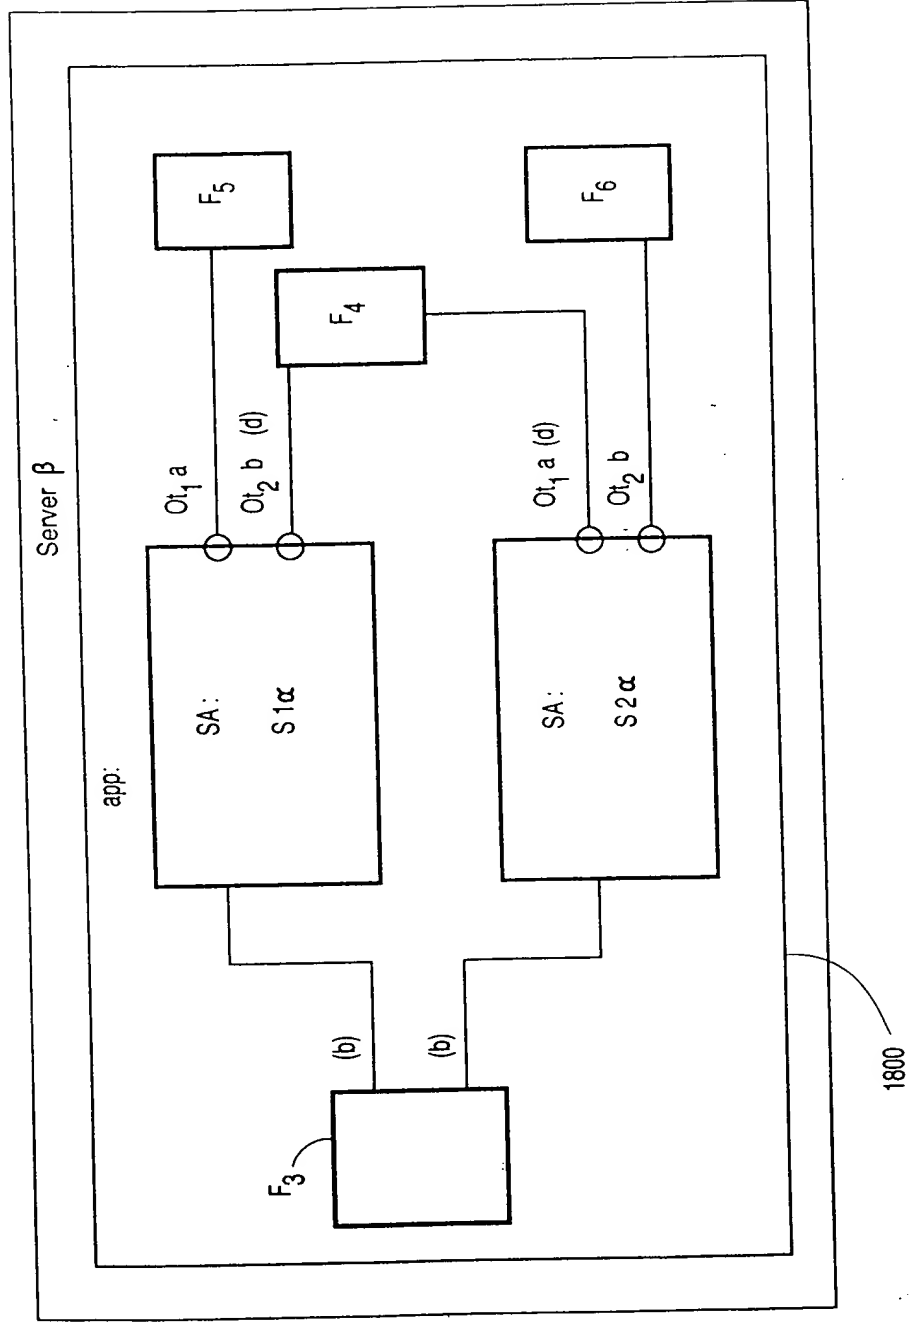 Server β
app:
F3
(b)
(b)
SA:
S1α
Ot1 a
Ot2 b (d)
F5
F4
SA:
S2α
Ot1 a (d)
Ot2 b
F6
1800